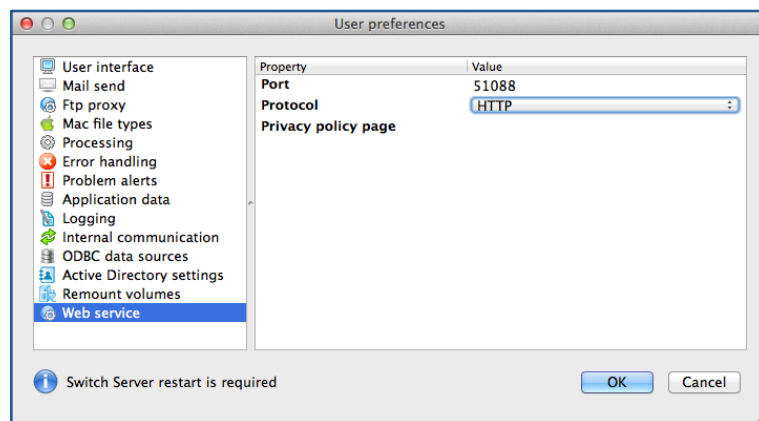 User preferences
User interface
Mail send
Ftp proxy
Mac file types
Processing
Error handling
Problem alerts
Application data
Logging
Internal communication
ODBC data sources
Active Directory settings
Remount volumes
Web service
Property Value
Port 51088
Protocol HTTP
Privacy policy page
Switch Server restart is required
OK Cancel